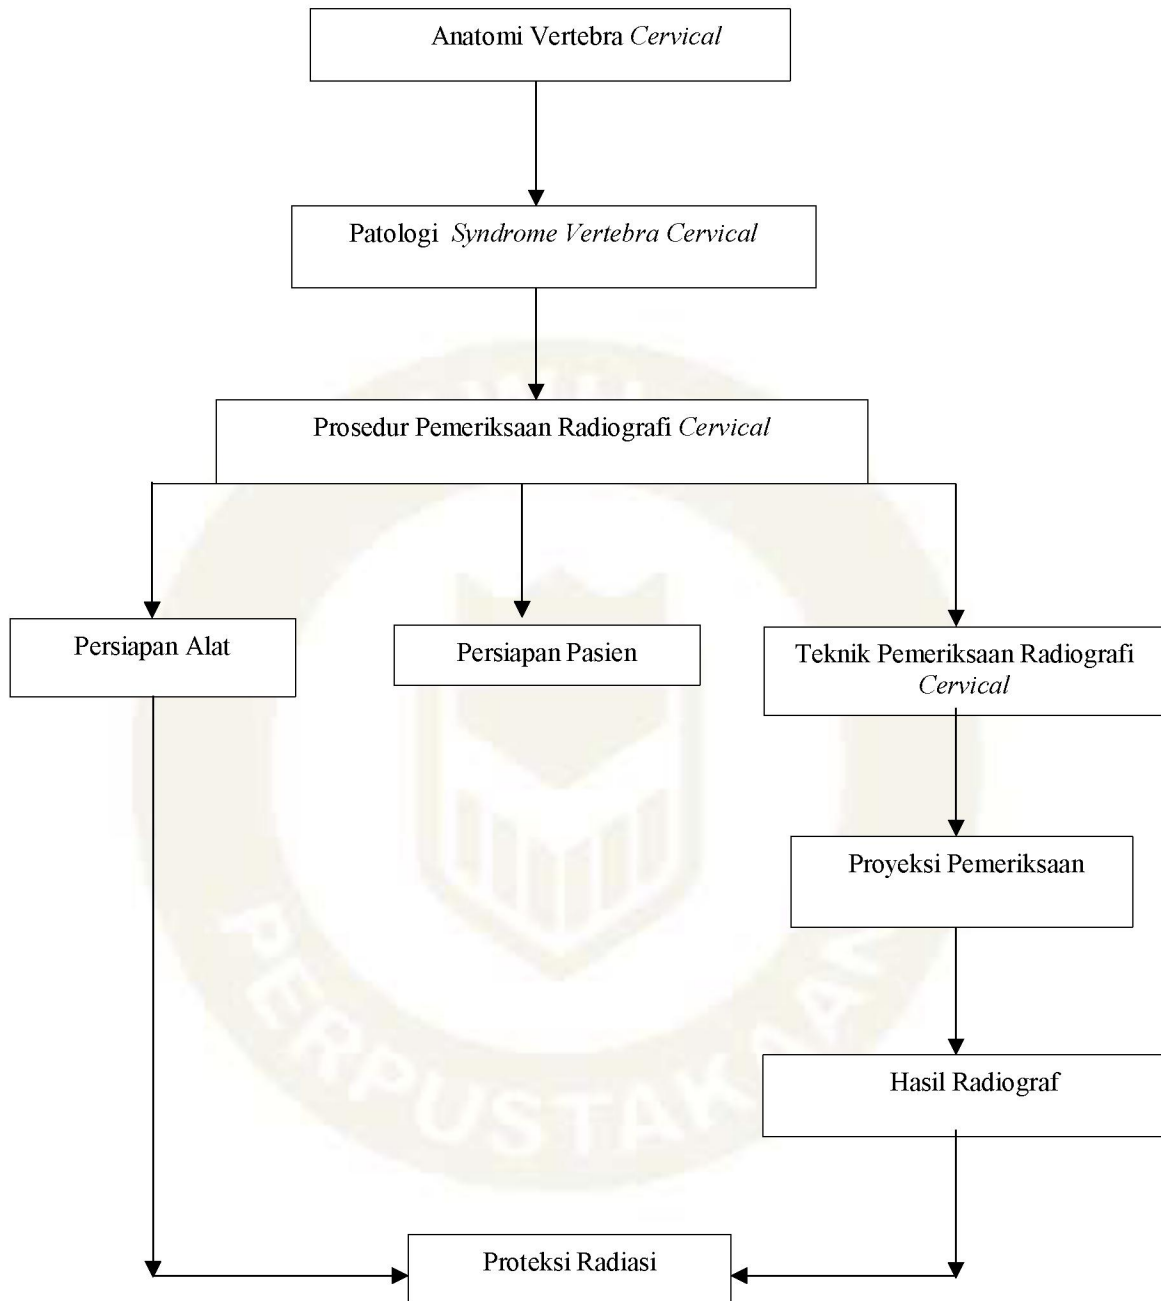 Anatomi Vertebra Cervical
Patologi Syndrome Vertebra Cervical
Prosedur Pemeriksaan Radiografi Cervical
Persiapan Alat
Persiapan Pasien
Teknik Pemeriksaan Radiografi
Cervical
Proyeksi Pemeriksaan
Hasil Radiograf
Proteksi Radiasi
PERPUSTAKAAN